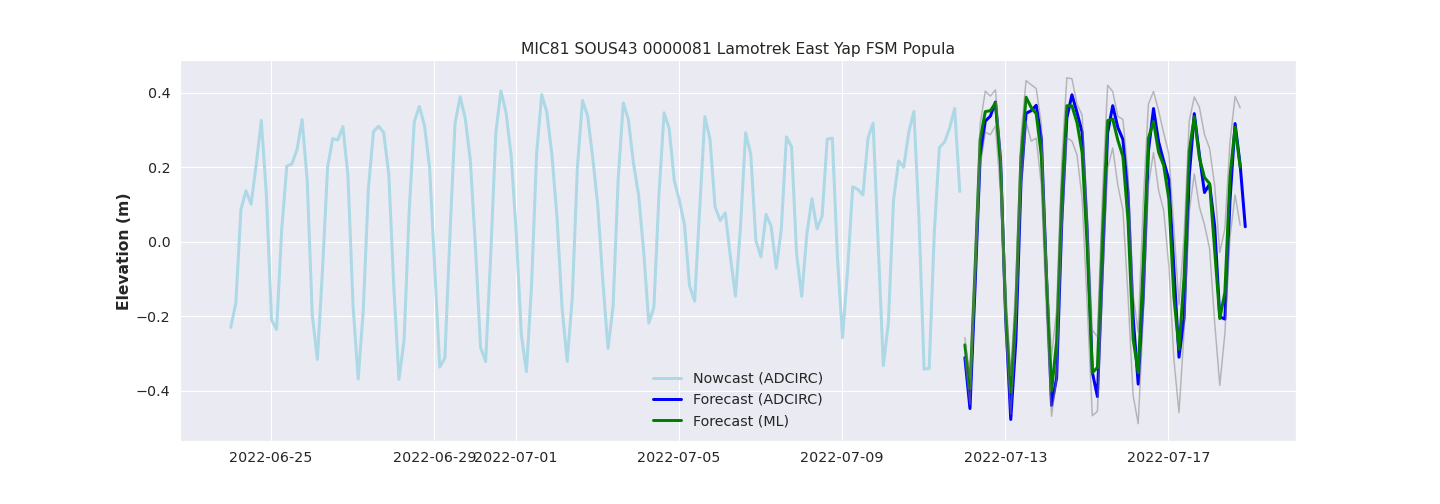 MIC81 SOUS43 0000081 Lamotrek East Yap FSM Popula
Elevation (m)
0.4
0.2
0.0
−0.2
−0.4
Nowcast (ADCIRC)
Forecast (ADCIRC)
Forecast (ML)
2022-06-25 2022-06-29 2022-07-01 2022-07-05 2022-07-09 2022-07-13 2022-07-17